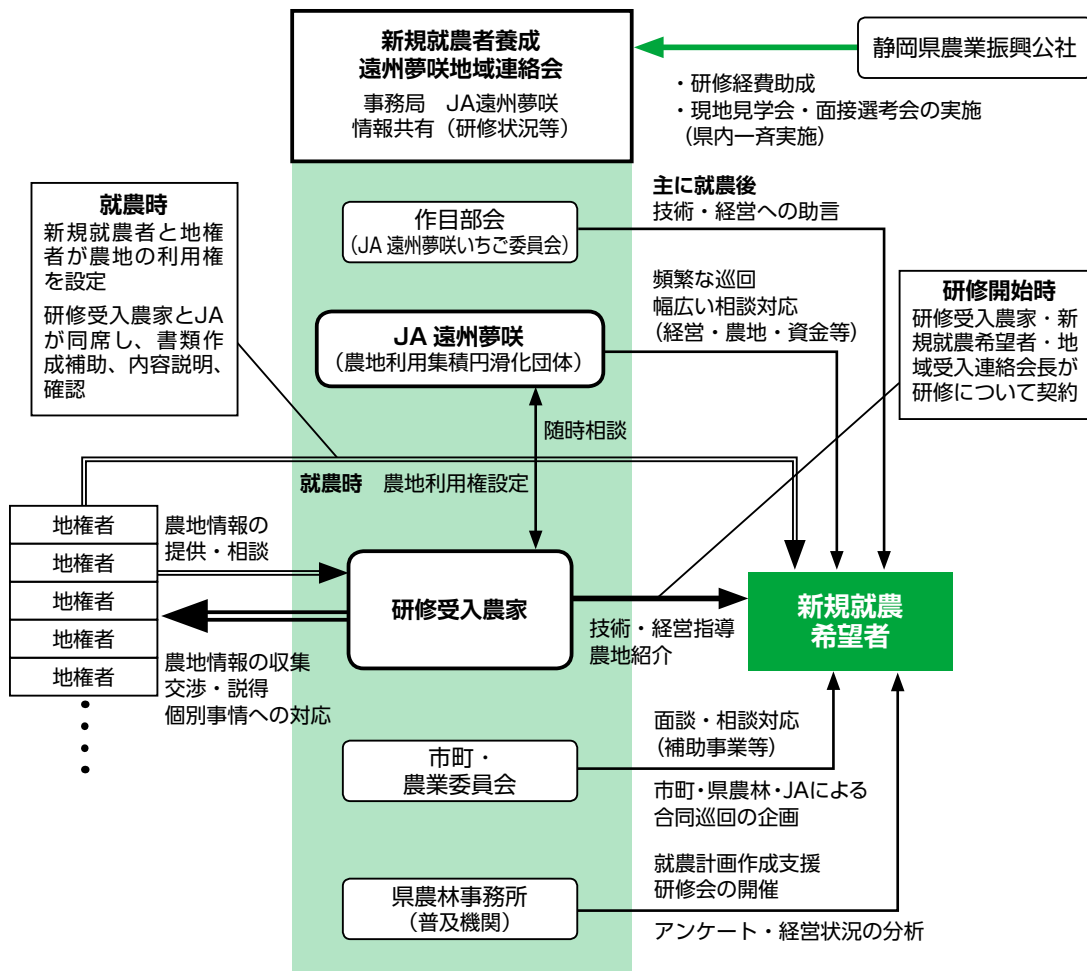 新規就農者養成
遠州夢咲地域連絡会
事務局　JA遠州夢咲
情報共有（研修状況等）
静岡県農業振興公社
・研修経費助成
・現地見学会・面接選考会の実施
（県内一斉実施）
就農時
新規就農者と地権
者が農地の利用権
を設定
研修受入農家とJA
が同席し、書類作
成補助、内容説明、
確認
作目部会
（JA 遠州夢咲いちご委員会）
主に就農後
技術・経営への助言
JA 遠州夢咲
（農地利用集積円滑化団体）
頻繁な巡回
幅広い相談対応
（経営・農地・資金等）
研修開始時
研修受入農家・新
規就農希望者・地
域受入連絡会長が
研修について契約
随時相談
就農時　農地利用権設定
地権者
地権者
地権者
地権者
地権者
農地情報の
提供・相談
研修受入農家
農地情報の収集
交渉・説得
個別事情への対応
技術・経営指導
農地紹介
新規就農
希望者
市町・
農業委員会
面談・相談対応
（補助事業等）
市町・県農林・JAによる
合同巡回の企画
県農林事務所
（普及機関）
就農計画作成支援
研修会の開催
アンケート・経営状況の分析